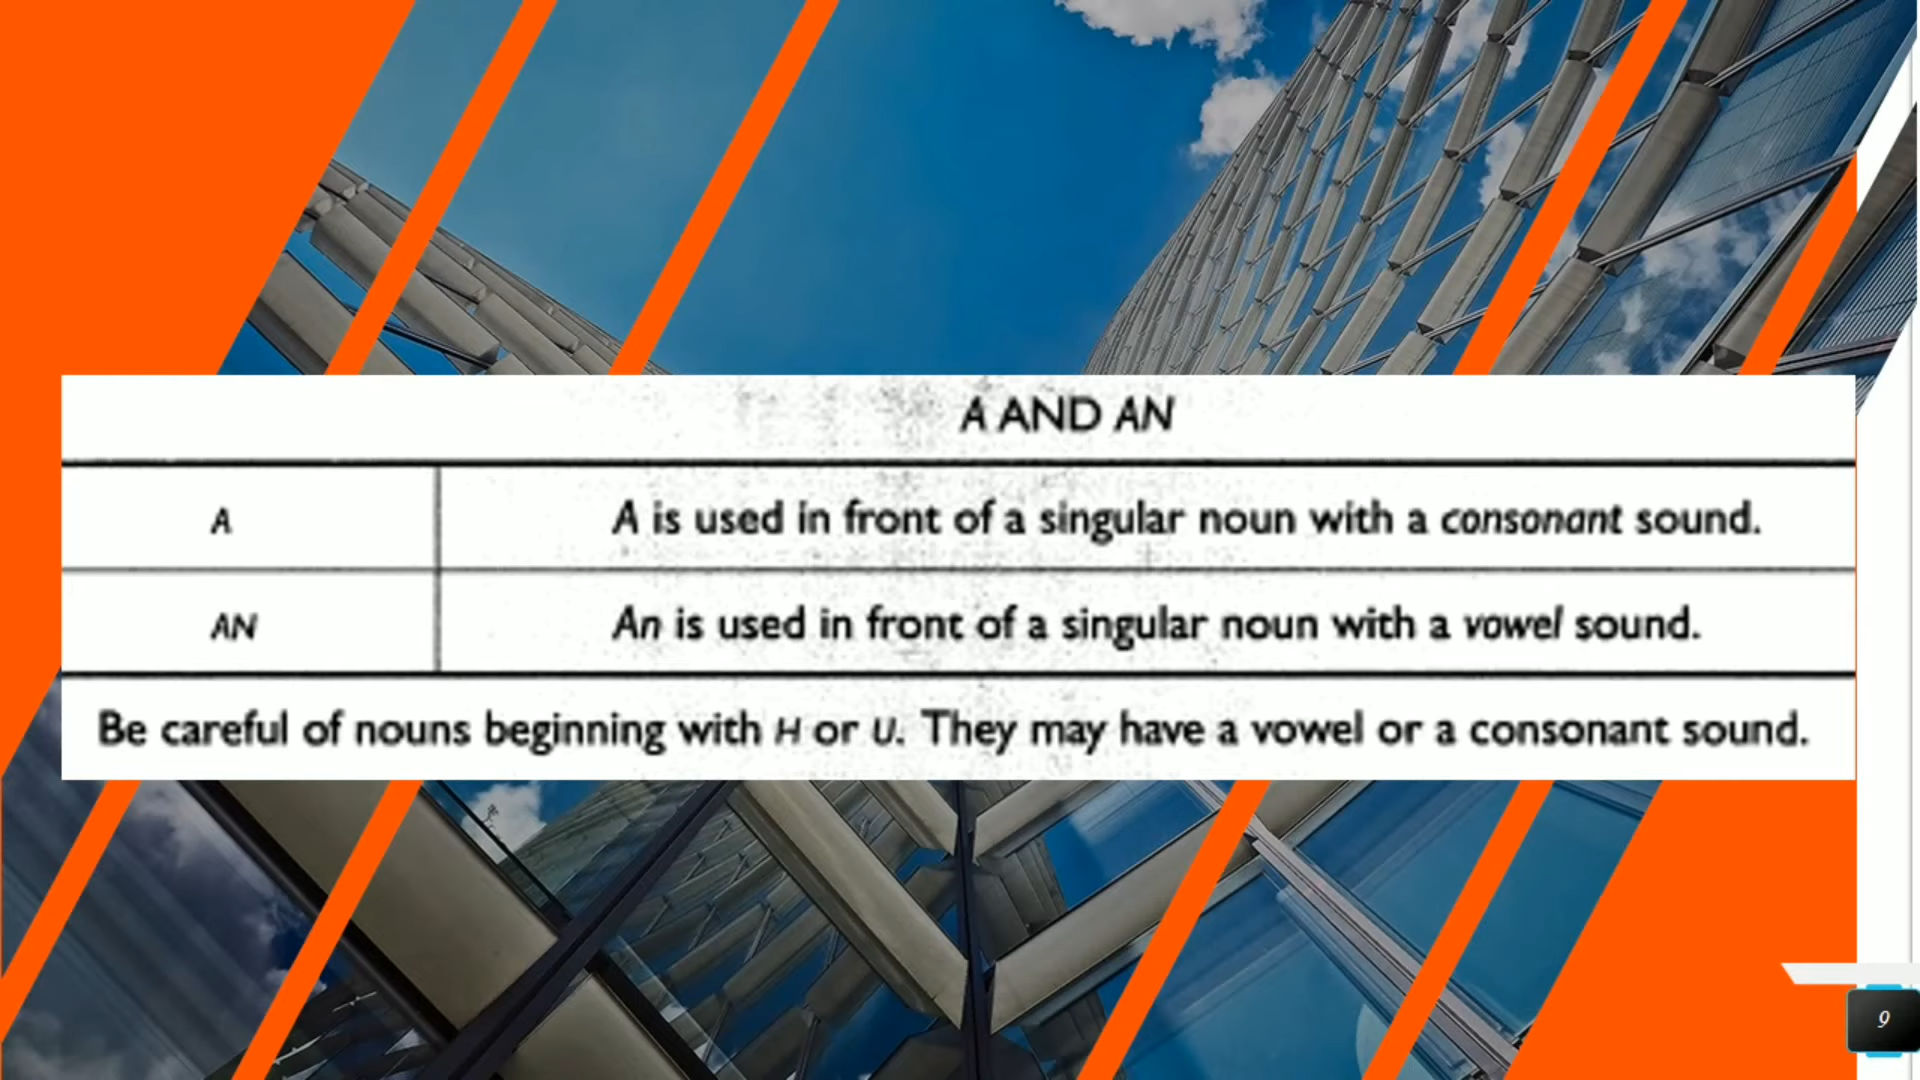 A AND AN
A
A is used in front of a singular noun with a consonant sound.
AN
An is used in front of a singular noun with a vowel sound.
Be careful of nouns beginning with H or U. They may have a vowel or a consonant sound.
9